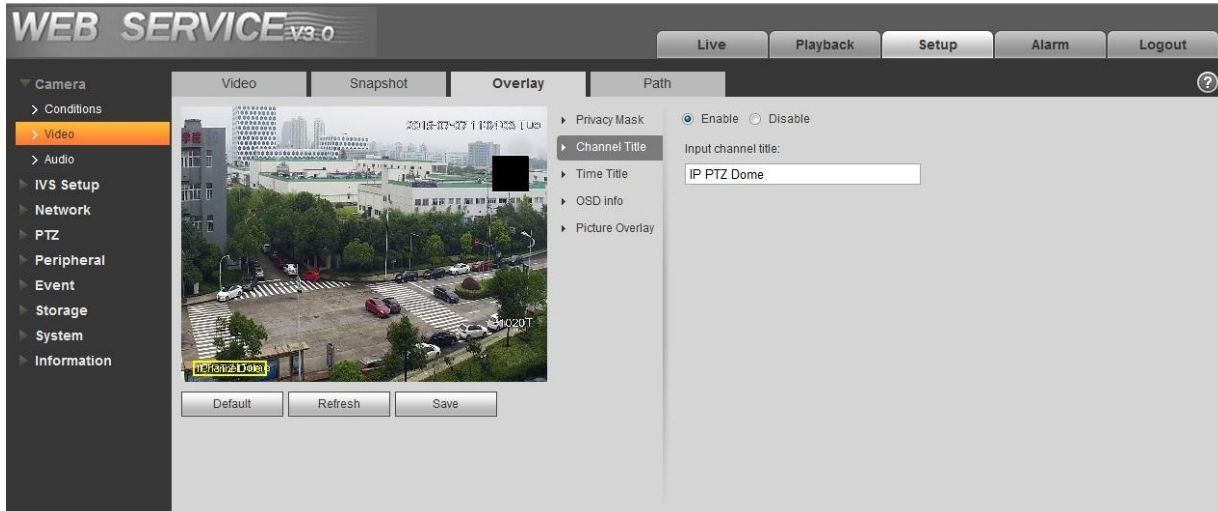 WEB SERVICE V3.0
Live Playback Setup Alarm Logout
Camera
Conditions
Video
Audio
IVS Setup
Network
PTZ
Peripheral
Event
Storage
System
Information
Video Snapshot Overlay Path
?
1020T
Default Refresh Save
Privacy Mask
Channel Title
Time Title
OSD info
Picture Overlay
Enable Disable
Input channel title:
IP PTZ Dome